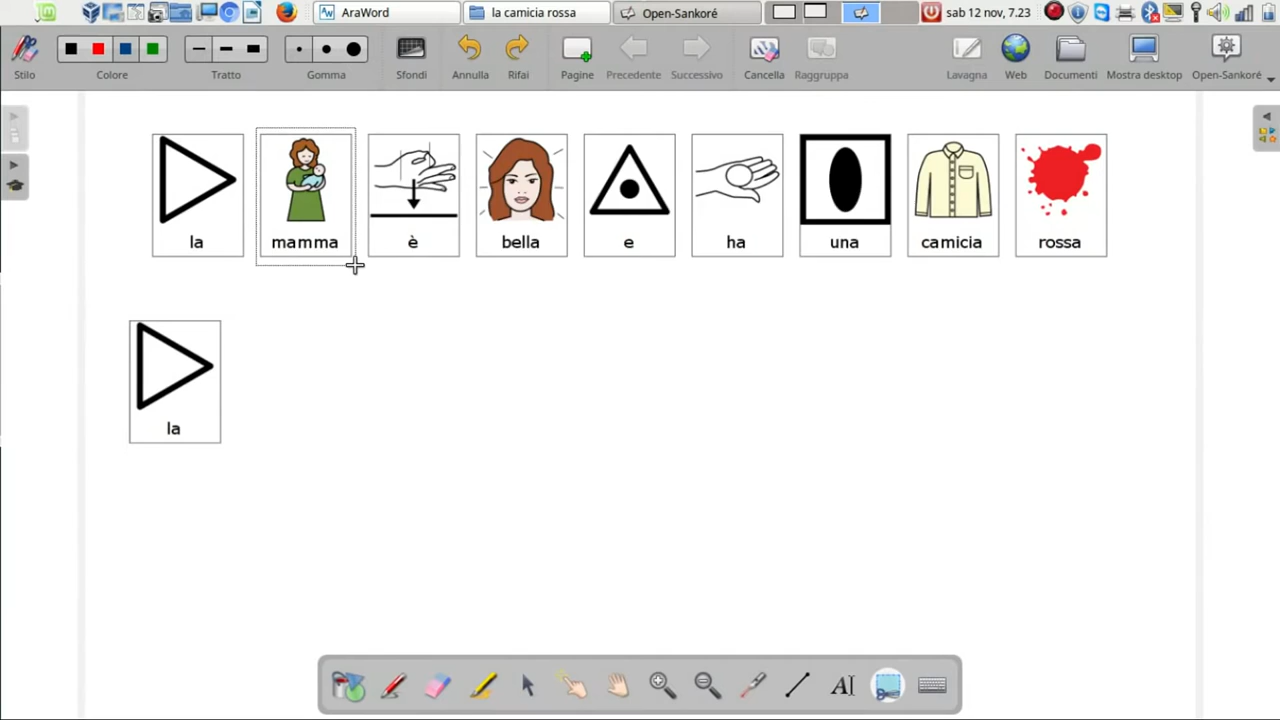 AraWord la camicia rossa Open-Sankoré sab 12 nov, 7.23
Stilo Colore Tratto Gomma Sfondi Annulla Rifai Pagine Precedente Successivo Cancella Raggruppa Lavagna Web Documenti Mostra desktop Open-Sankoré
la mamma è bella e ha una camicia rossa
la